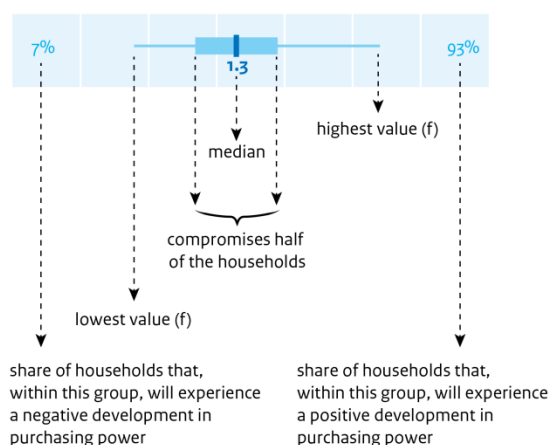 7%
93%
1.3
highest value (f)
median
compromises half
of the households
lowest value (f)
share of households that,
within this group, will experience
a negative development in
purchasing power
share of households that,
within this group, will experience
a positive development in
purchasing power